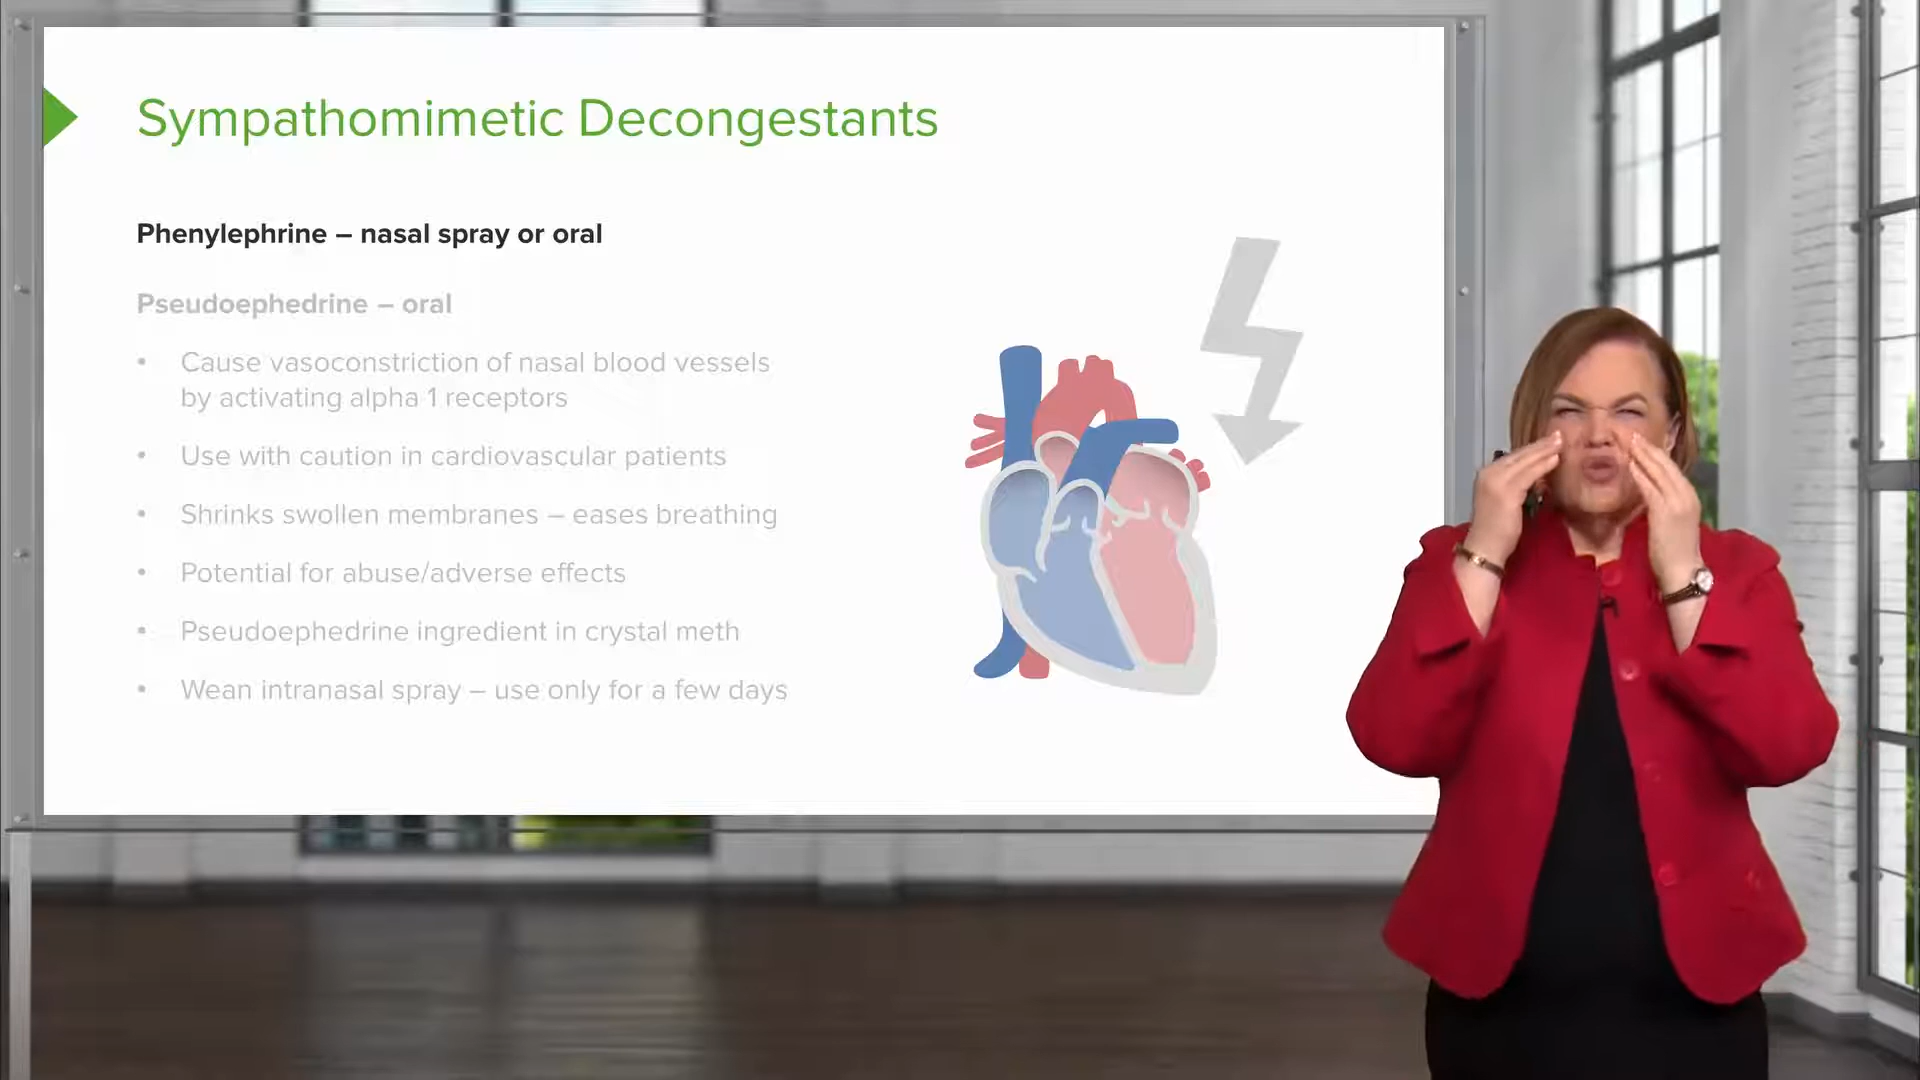 Sympathomimetic Decongestants
Phenylephrine – nasal spray or oral
Pseudoephedrine – oral
• Cause vasoconstriction of nasal blood vessels
by activating alpha 1 receptors
• Use with caution in cardiovascular patients
• Shrinks swollen membranes – eases breathing
• Potential for abuse/adverse effects
• Pseudoephedrine ingredient in crystal meth
• Wean intranasal spray – use only for a few days